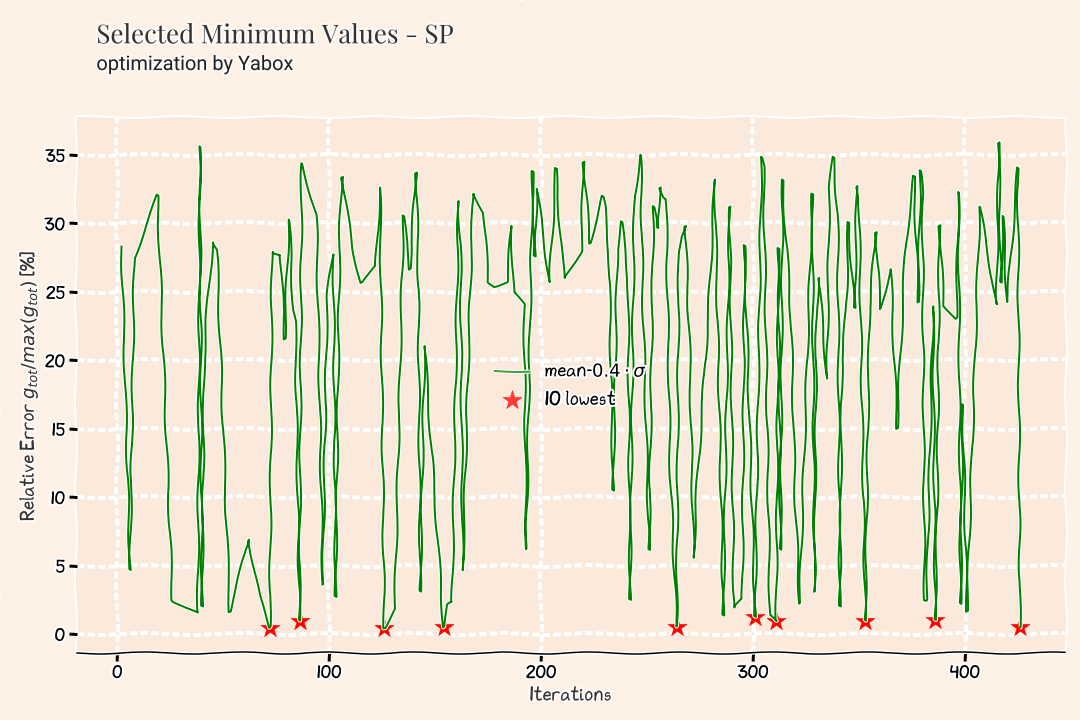 Selected Minimum Values - SP
optimization by Yabox
Relative Error g_tot/max(g_tot) [%]
35
30
25
20
15
10
5
0
mean-0.4 · σ
10 lowest
0
100
200
300
400
Iterations